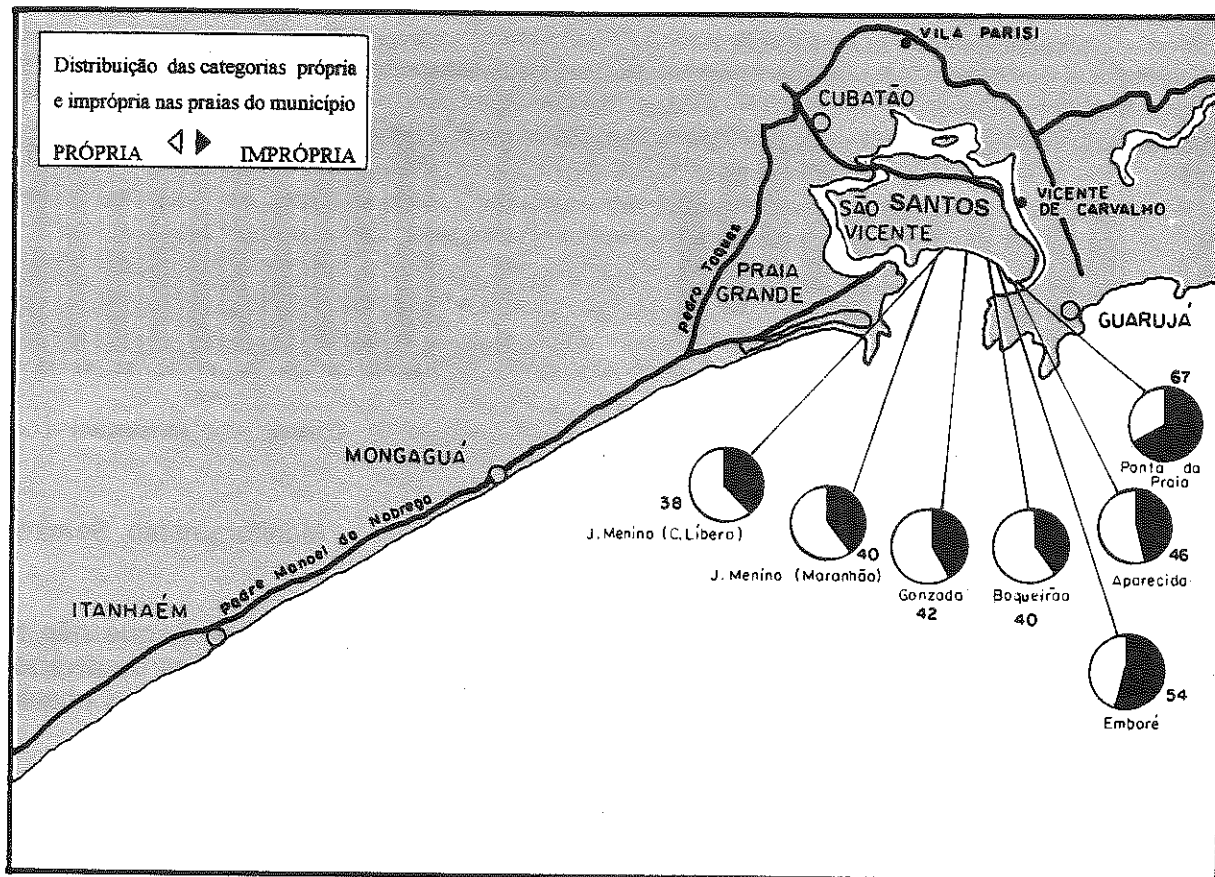 Distribuição das categorias própria
e imprópria nas praias do município
PRÓPRIA IMPRÓPRIA
VILA PARISI
CUBATÃO
VICENTE
DE CARVALHO
SÃO
VICENTE
SANTOS
PRAIA
GRANDE
Pedro Taques
GUARUJÁ
MONGAGUÁ
Padre Manoel da Nobrega
ITANHAÉM
67
Ponta da
Praia
38
J. Menino (C. Líbero)
40
J. Menino (Maranhão)
Gonzada
42
Boqueirão
40
46
Aparecida
54
Emboré